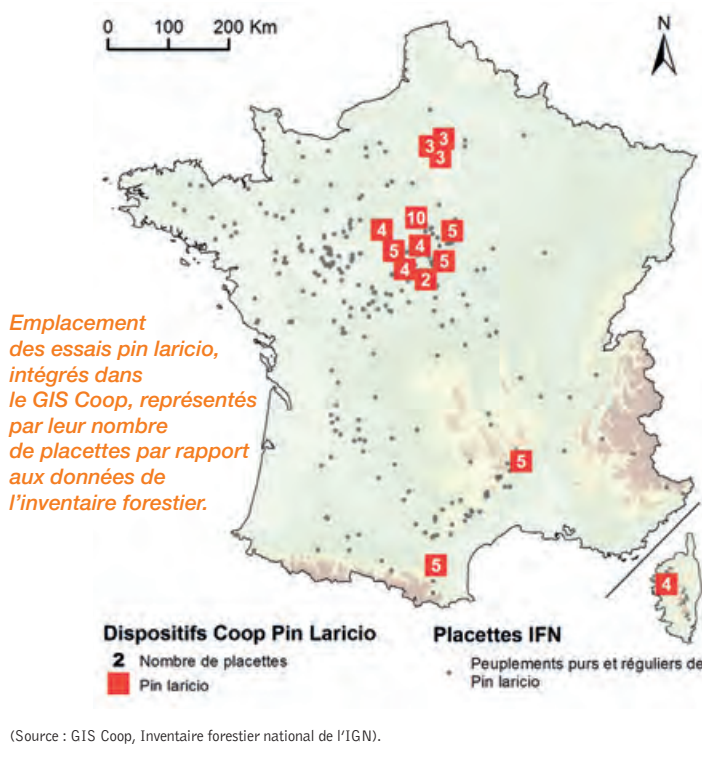 0 100 200 Km
N
3
3
3
10
4
5
4
5
5
4
2
Emplacement
des essais pin laricio,
intégrés dans
le GIS Coop, représentés
par leur nombre
de placettes par rapport
aux données de
l'inventaire forestier.
5
5
4
Dispositifs Coop Pin Laricio
2 Nombre de placettes
Pin laricio
Placettes IFN
Peuplements purs et réguliers de
Pin laricio
(Source : GIS Coop, Inventaire forestier national de l'IGN).